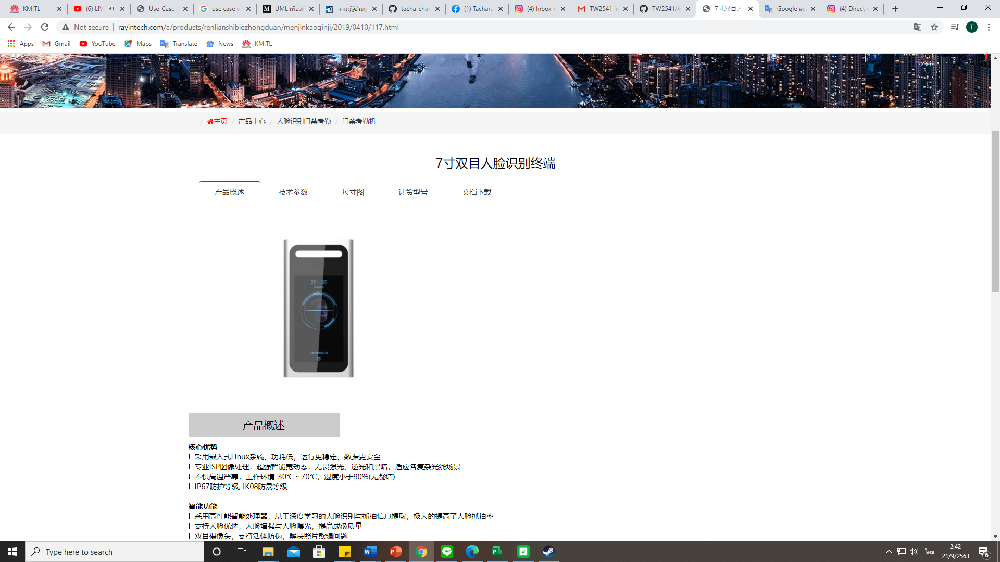 KMITL
(6) LIV
Use-Case-
use case ตั
UML เพื่ออะ
วานผู้รู้ช่วยดู
tacha-char
(1) Tachara
(4) Inbox
TW2541 in
TW2541/A
7寸双目人
Google แป
(4) Direct
Not secure
rayintech.com/a/products/renlianshibiezhongduan/menjinkaoqinji/2019/0410/117.html
T
Apps Gmail YouTube Maps Translate News KMITL
/ 主页 / 产品中心 / 人脸识别门禁考勤 / 门禁考勤机
7寸双目人脸识别终端
产品概述 技术参数 尺寸图 订货型号 文档下载
22: 35
产品概述
核心优势
l 采用嵌入式Linux系统、功耗低，运行更稳定、数据更安全
l 专业ISP图像处理，超强智能宽动态，无畏强光、逆光和黑暗，适应各复杂光线场景
l 不惧高温严寒，工作环境-30℃～70℃，湿度小于90%(无凝结)
l IP67防护等级, IK08防暴等级
智能功能
l 采用高性能智能处理器，基于深度学习的人脸识别与抓拍信息提取，极大的提高了人脸抓拍率
l 支持人脸优选，人脸增强与人脸曝光，提高成像质量
l 双目摄像头，支持活体防伪，解决照片欺骗问题
Type here to search
ไทย
2:42
21/9/2563
6